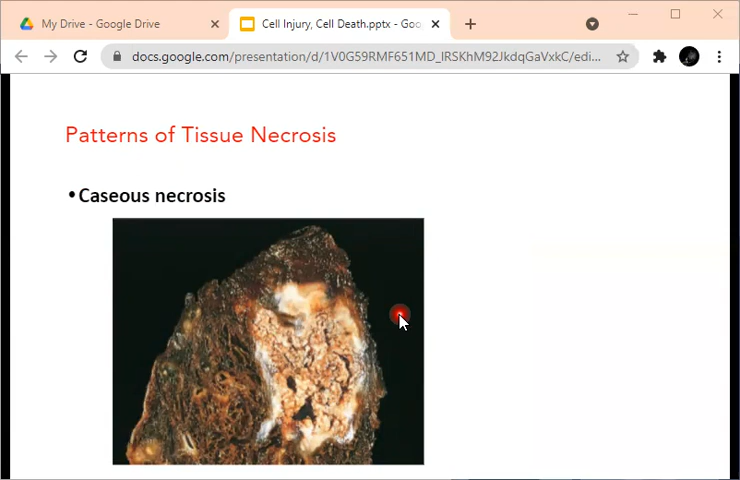 My Drive - Google Drive
Cell Injury, Cell Death.pptx - Goo
docs.google.com/presentation/d/1V0G59RMF651MD_IRSKhM92JkdqGaVxkC/edi...
Patterns of Tissue Necrosis
•Caseous necrosis